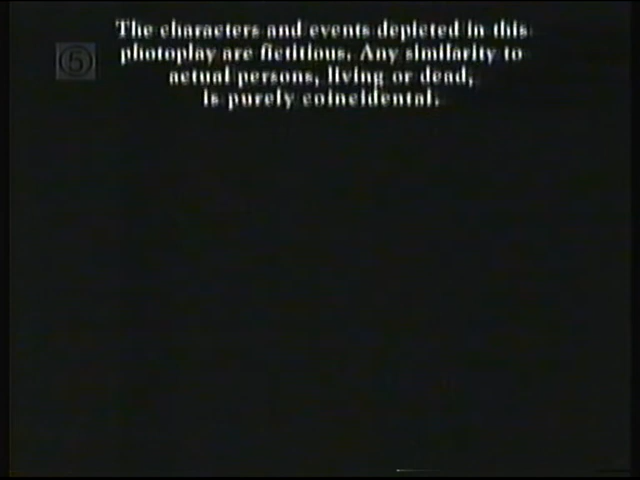 The characters and events depicted in this
photoplay are fictitious. Any similarity to
actual persons, living or dead,
is purely coincidental.
5